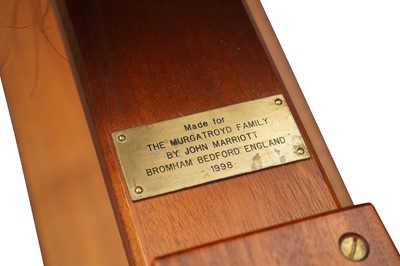 Made for
THE MURGATROYD FAMILY
BY JOHN MARRIOTT
BROMHAM BEDFORD ENGLAND
1998